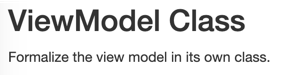 ViewModel Class
Formalize the view model in its own class.